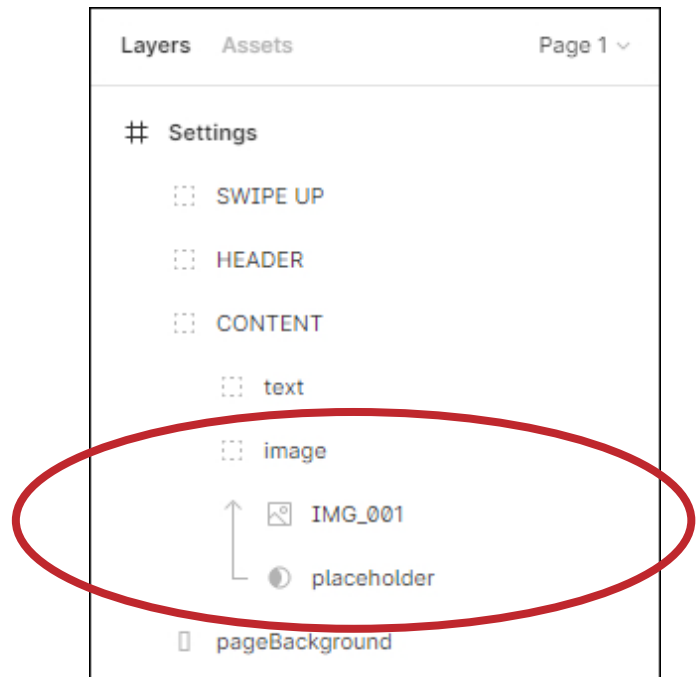 Layers Assets Page 1
Settings
SWIPE UP
HEADER
CONTENT
text
image
IMG_001
placeholder
pageBackground